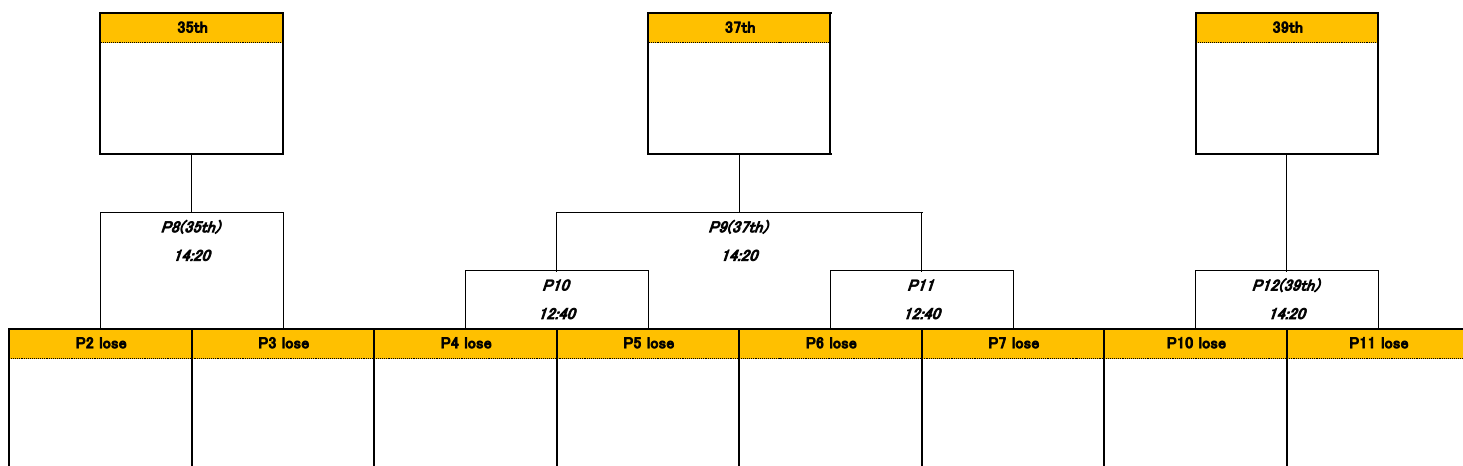 35th
37th
39th
P8(35th)
14:20
P9(37th)
14:20
P10
12:40
P11
12:40
P12(39th)
14:20
P2 lose
P3 lose
P4 lose
P5 lose
P6 lose
P7 lose
P10 lose
P11 lose